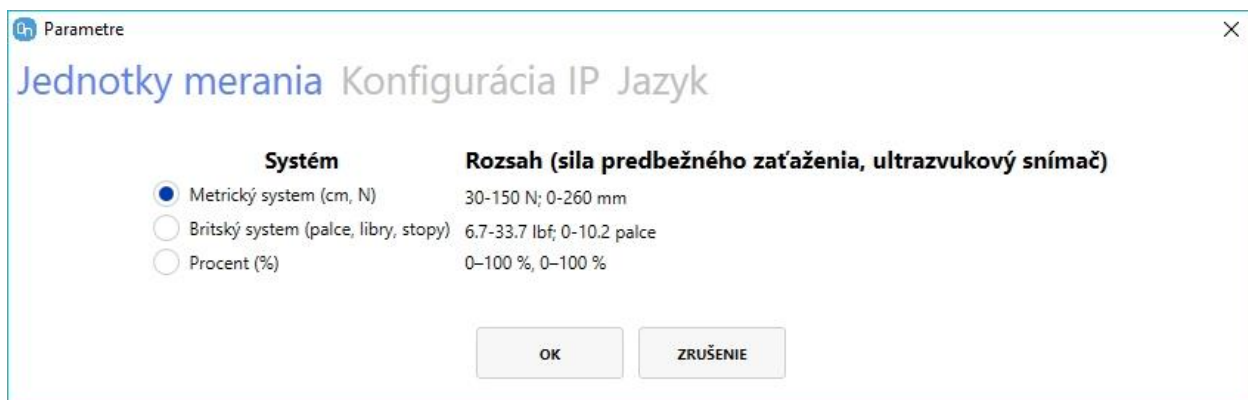 Parametre
Jednotky merania Konfigurácia IP Jazyk
Systém Rozsah (sila predbežného zaťaženia, ultrazvukový snímač)
Metrický system (cm, N) 30-150 N; 0-260 mm
Britský system (palce, libry, stopy) 6.7-33.7 lbf; 0-10.2 palce
Procent (%) 0–100 %, 0–100 %
OK ZRUŠENIE